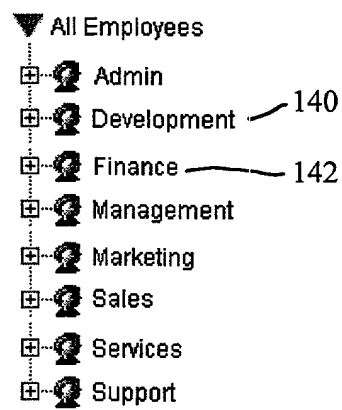 All Employees
Admin
Development 140
Finance 142
Management
Marketing
Sales
Services
Support